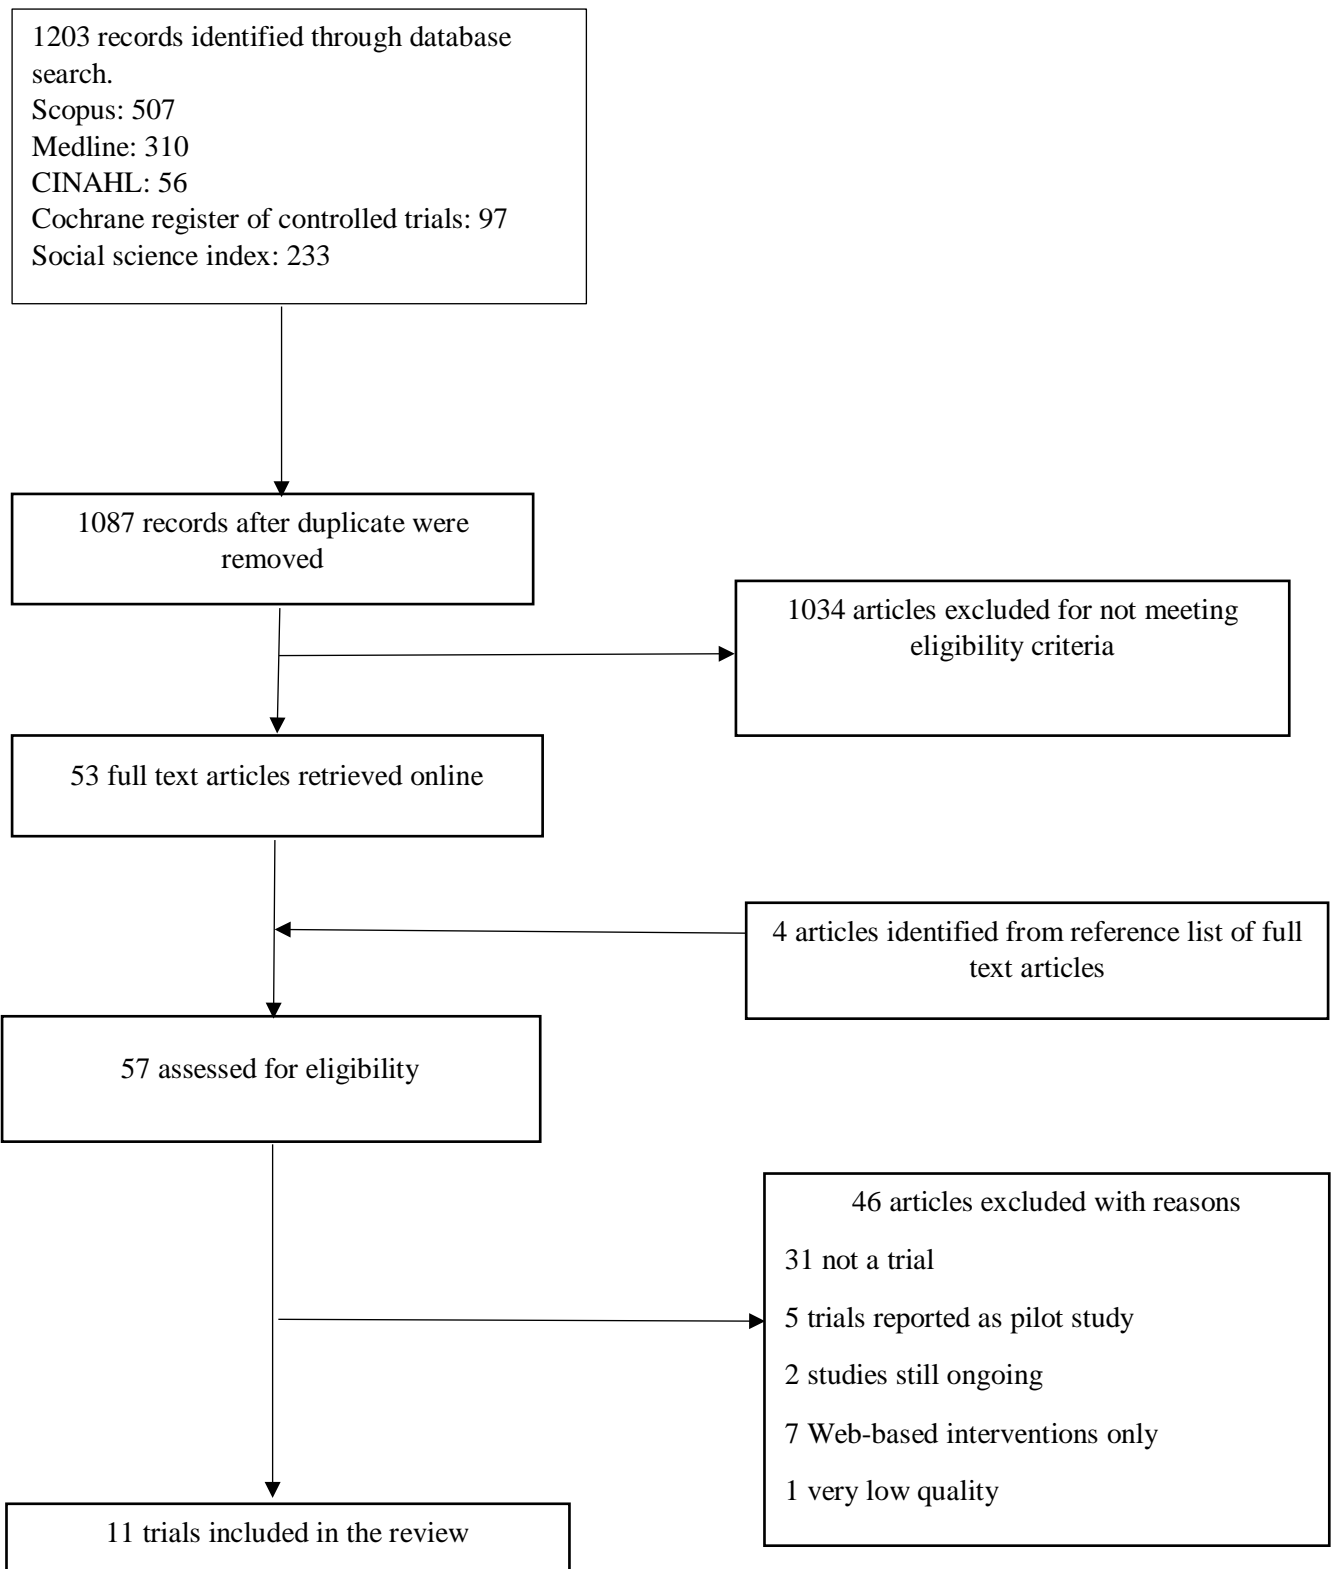 1203 records identified through database
search.
Scopus: 507
Medline: 310
CINAHL: 56
Cochrane register of controlled trials: 97
Social science index: 233
1087 records after duplicate were
removed
1034 articles excluded for not meeting
eligibility criteria
53 full text articles retrieved online
4 articles identified from reference list of full
text articles
57 assessed for eligibility
46 articles excluded with reasons
31 not a trial
5 trials reported as pilot study
2 studies still ongoing
7 Web-based interventions only
1 very low quality
11 trials included in the review